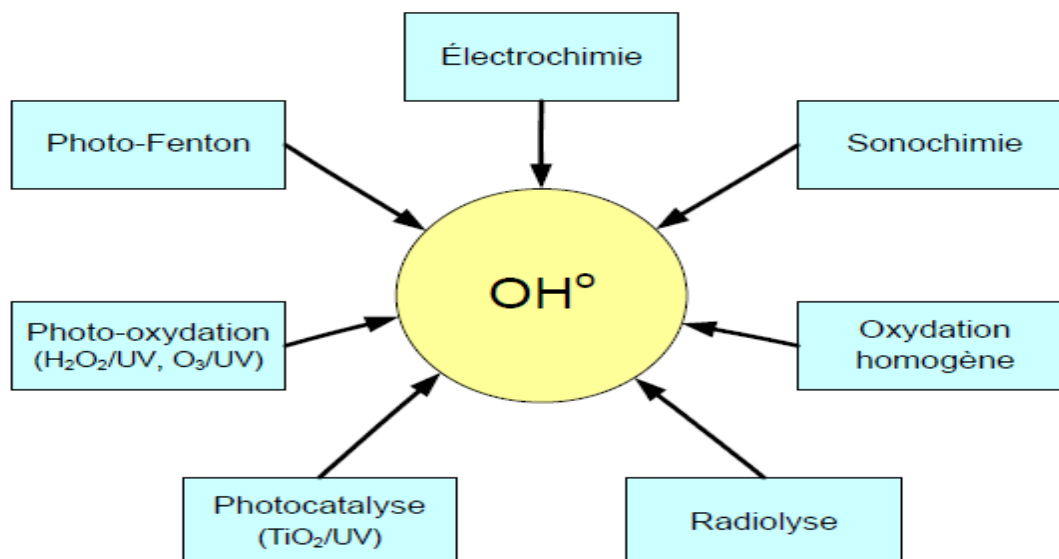 Électrochimie
Photo-Fenton
Sonochimie
OH°
Photo-oxydation
(H₂O₂/UV, O₃/UV)
Oxydation
homogène
Photocatalyse
(TiO₂/UV)
Radiolyse